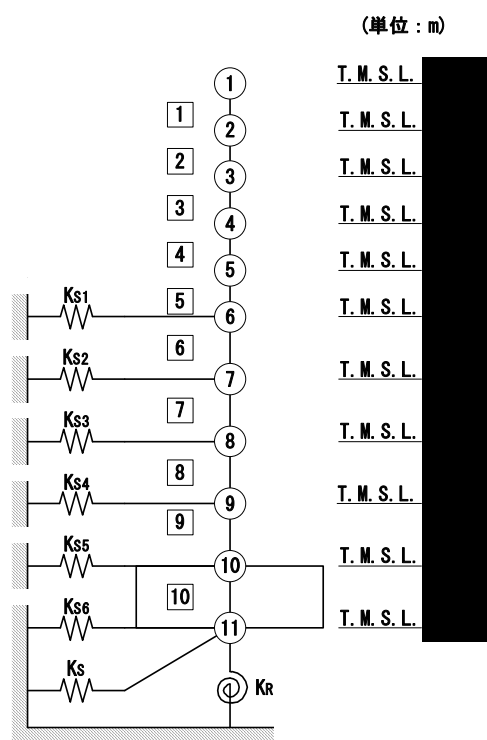 (単位:m)
1 T.M.S.L.
1
2 T.M.S.L.
2
3 T.M.S.L.
3
4 T.M.S.L.
4
5 T.M.S.L.
KS1 5
6 T.M.S.L.
KS2 6
7 T.M.S.L.
KS3 7
8 T.M.S.L.
KS4 8
9 T.M.S.L.
9
KS5
10 T.M.S.L.
KS6 10
11 T.M.S.L.
KS
KR